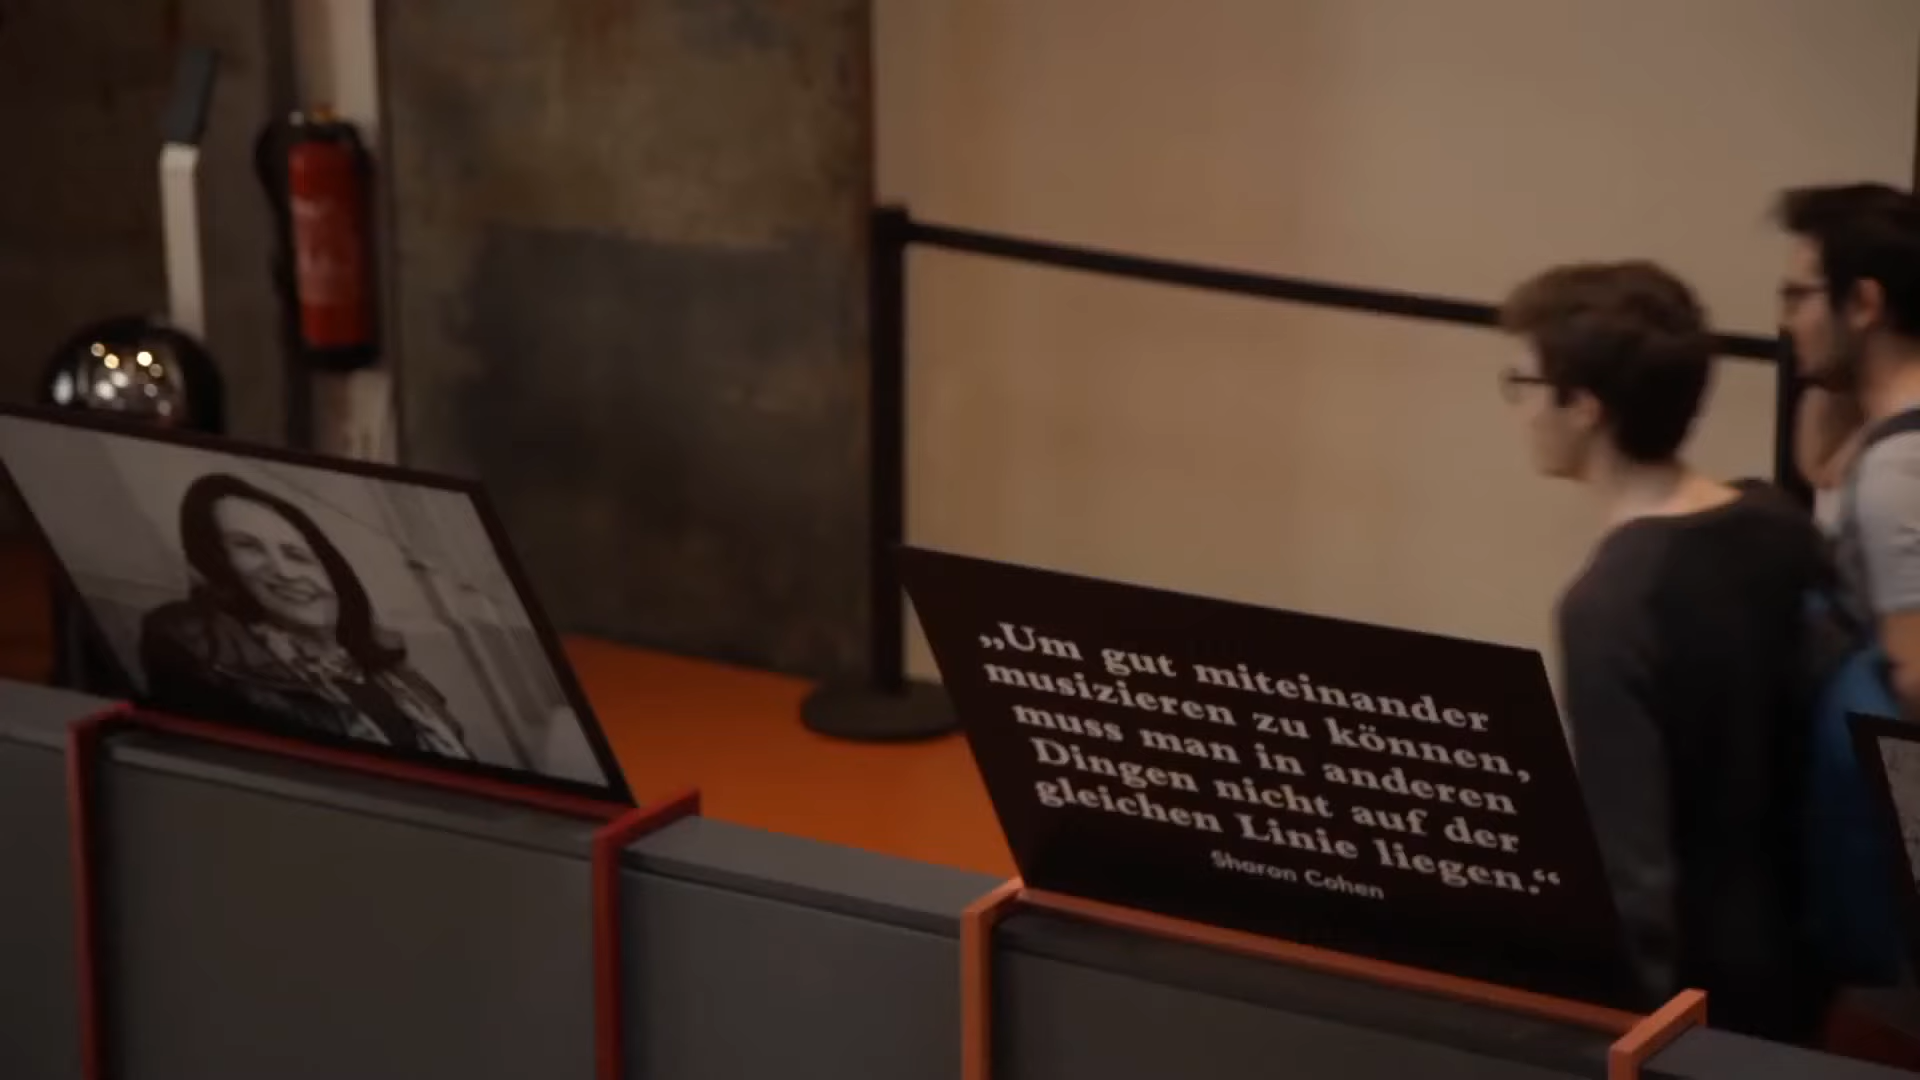 „Um gut miteinander
musizieren zu können,
muss man in anderen
Dingen nicht auf der
gleichen Linie liegen.“
Sharon Cohen